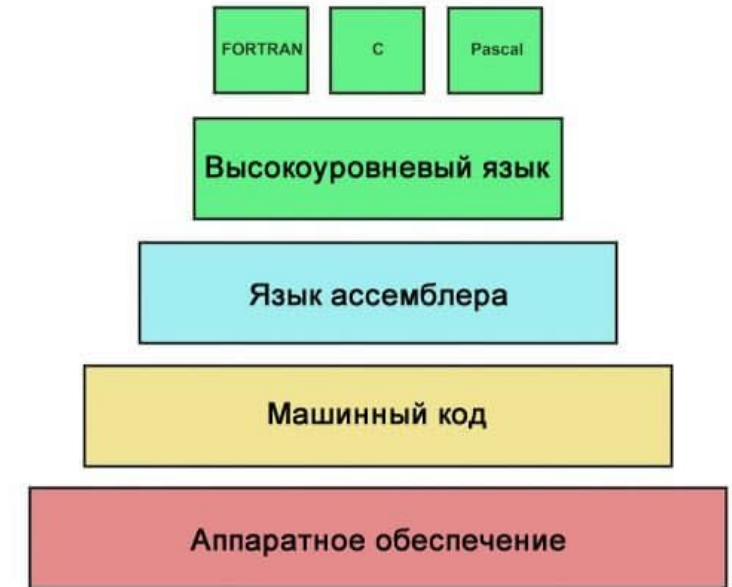 FORTRAN C Pascal
Высокоуровневый язык
Язык ассемблера
Машинный код
Аппаратное обеспечение